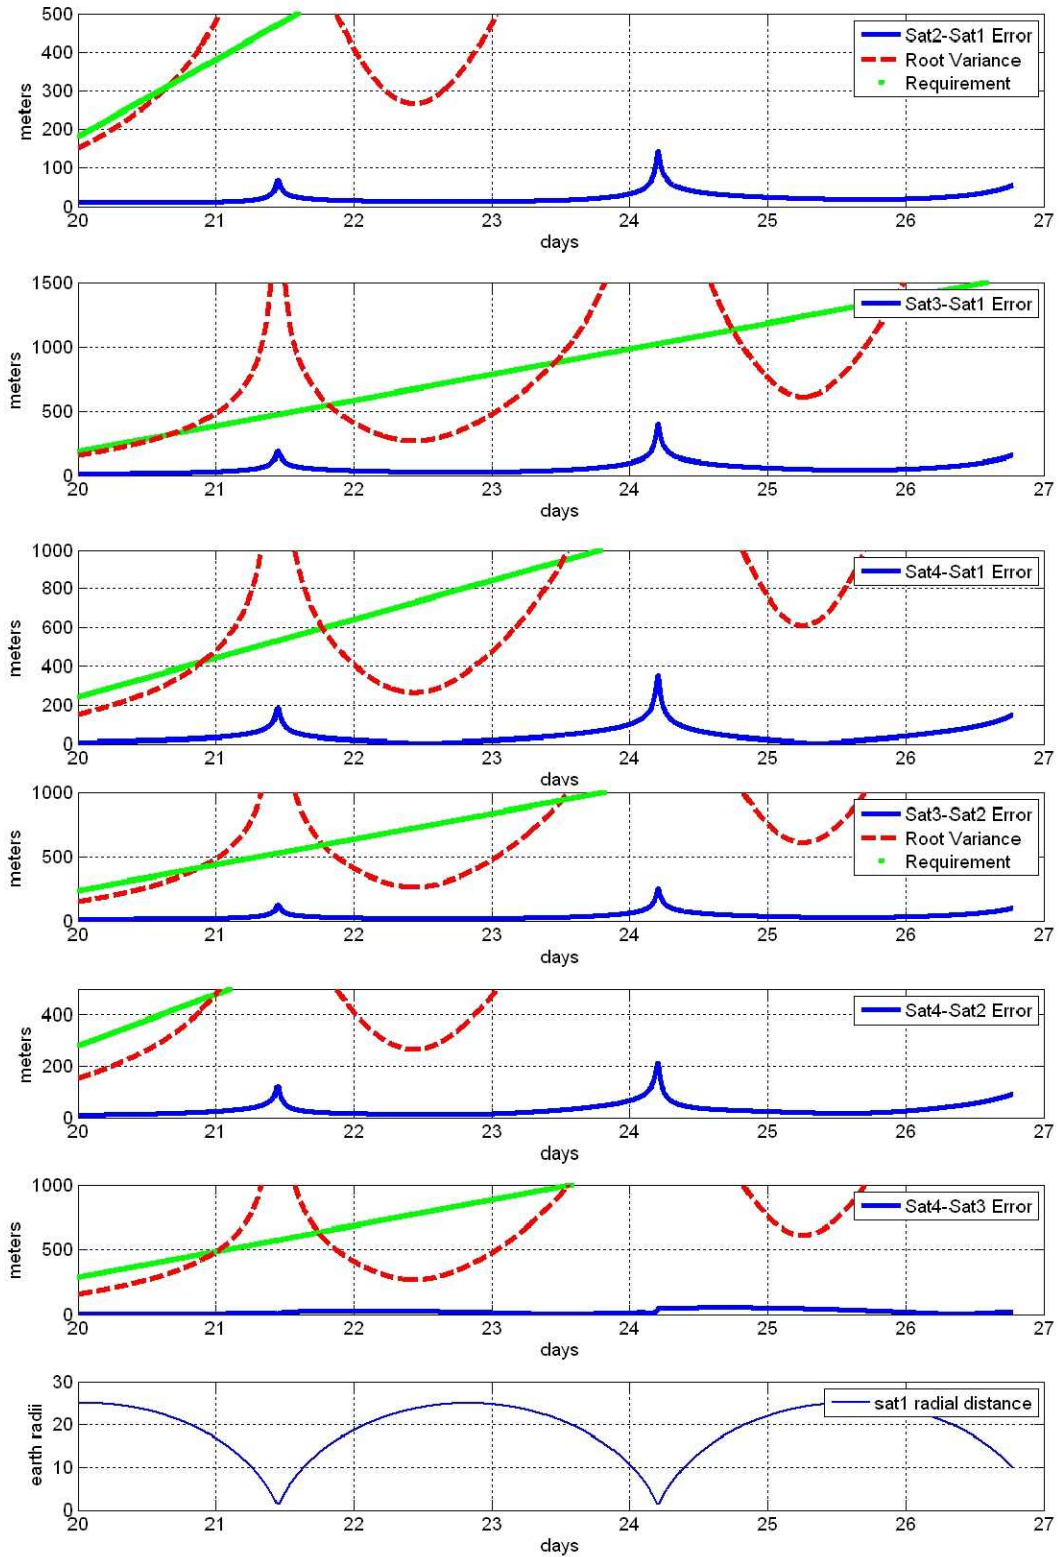 500
400
300
200
100
0
meters
Sat2-Sat1 Error
Root Variance
Requirement
20 21 22 23 24 25 26 27
days
1500
1000
500
0
meters
Sat3-Sat1 Error
20 21 22 23 24 25 26 27
days
1000
800
600
400
200
0
meters
Sat4-Sat1 Error
20 21 22 23 24 25 26 27
days
1000
500
0
meters
Sat3-Sat2 Error
Root Variance
Requirement
20 21 22 23 24 25 26 27
days
400
200
0
meters
Sat4-Sat2 Error
20 21 22 23 24 25 26 27
days
1000
500
0
meters
Sat4-Sat3 Error
20 21 22 23 24 25 26 27
days
30
20
10
0
earth radii
sat1 radial distance
20 21 22 23 24 25 26 27
days